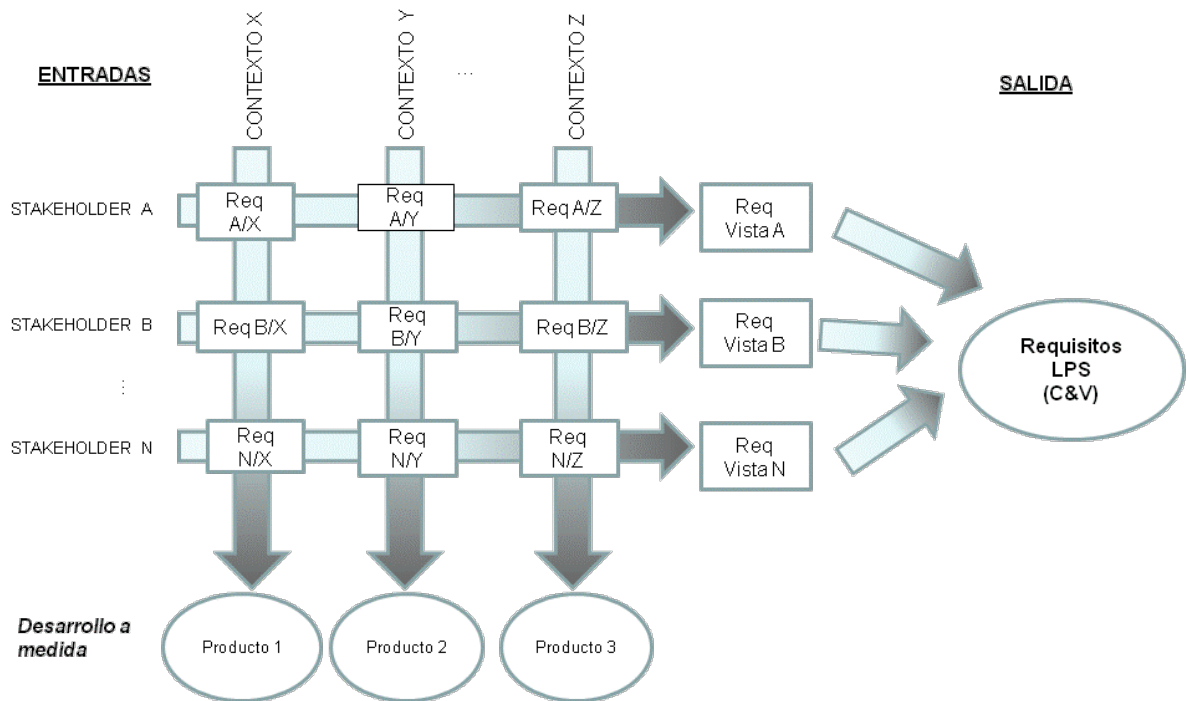 CONTEXTO X
CONTEXTO Y
...
CONTEXTO Z
ENTRADAS
SALIDA
STAKEHOLDER A
Req
A/X
Req
A/Y
Req A/Z
Req
Vista A
STAKEHOLDER B
Req B/X
Req
B/Y
Req B/Z
Req
Vista B
Requisitos
LPS
(C&V)
...
STAKEHOLDER N
Req
N/X
Req
N/Y
Req
N/Z
Req
Vista N
Desarrollo a
medida
Producto 1
Producto 2
Producto 3